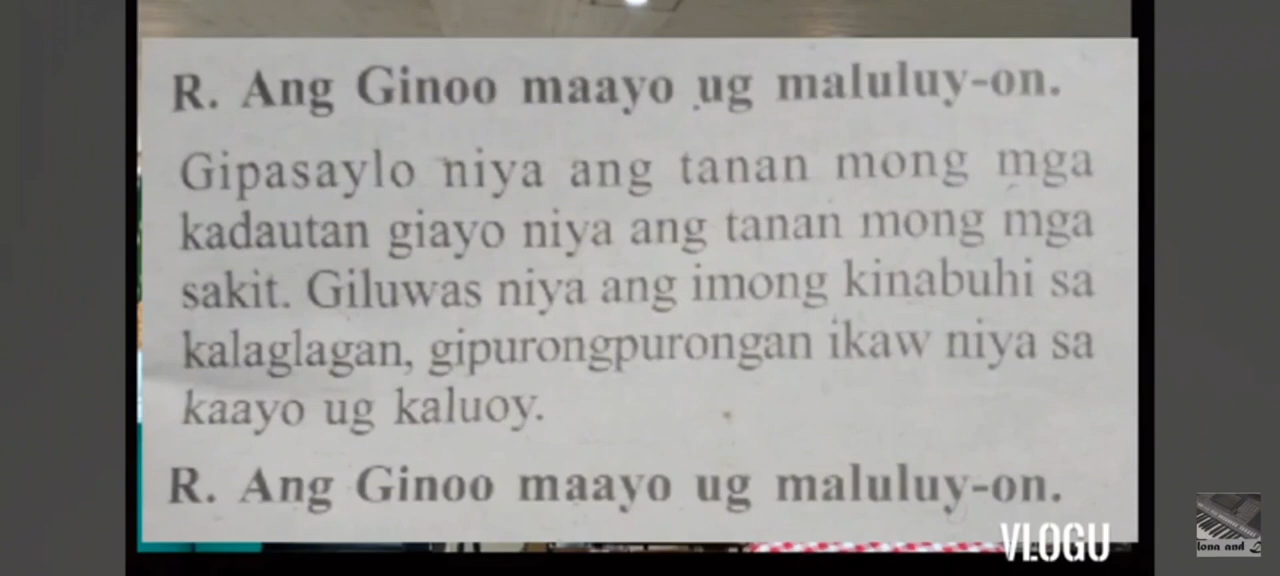 R. Ang Ginoo maayo ug maluluy-on.
Gipasaylo niya ang tanan mong mga
kadautan giayo niya ang tanan mong mga
sakit. Giluwas niya ang imong kinabuhi sa
kalaglagan, gipurongpurongan ikaw niya sa
kaayo ug kaluoy.
R. Ang Ginoo maayo ug maluluy-on.
VLOGU
lona and